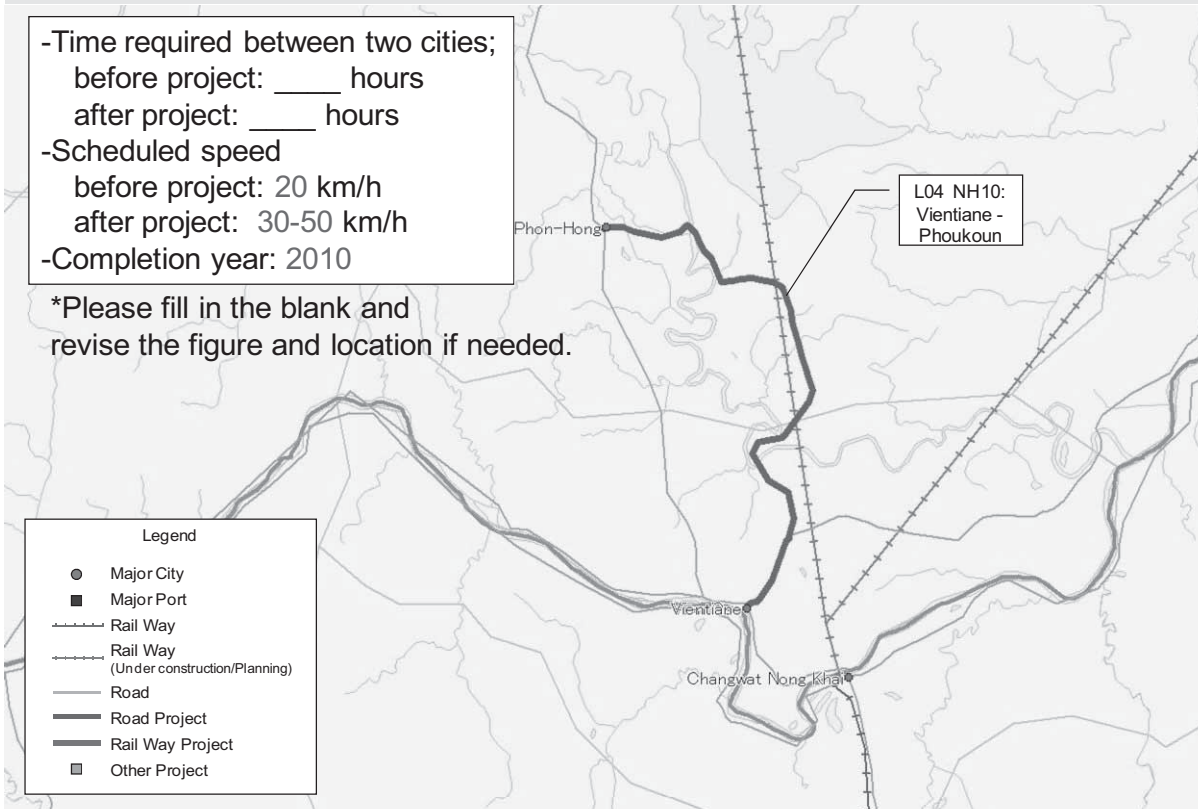 -Time required between two cities;
before project: ____ hours
after project: ____ hours
-Scheduled speed
before project: 20 km/h
after project: 30-50 km/h
-Completion year: 2010
*Please fill in the blank and
revise the figure and location if needed.
Phon-Hong
L04 NH10:
Vientiane -
Phoukoun
Vientiane
Changwat Nong Khai
Legend
Major City
Major Port
Rail Way
Rail Way
(Under construction/Planning)
Road
Road Project
Rail Way Project
Other Project